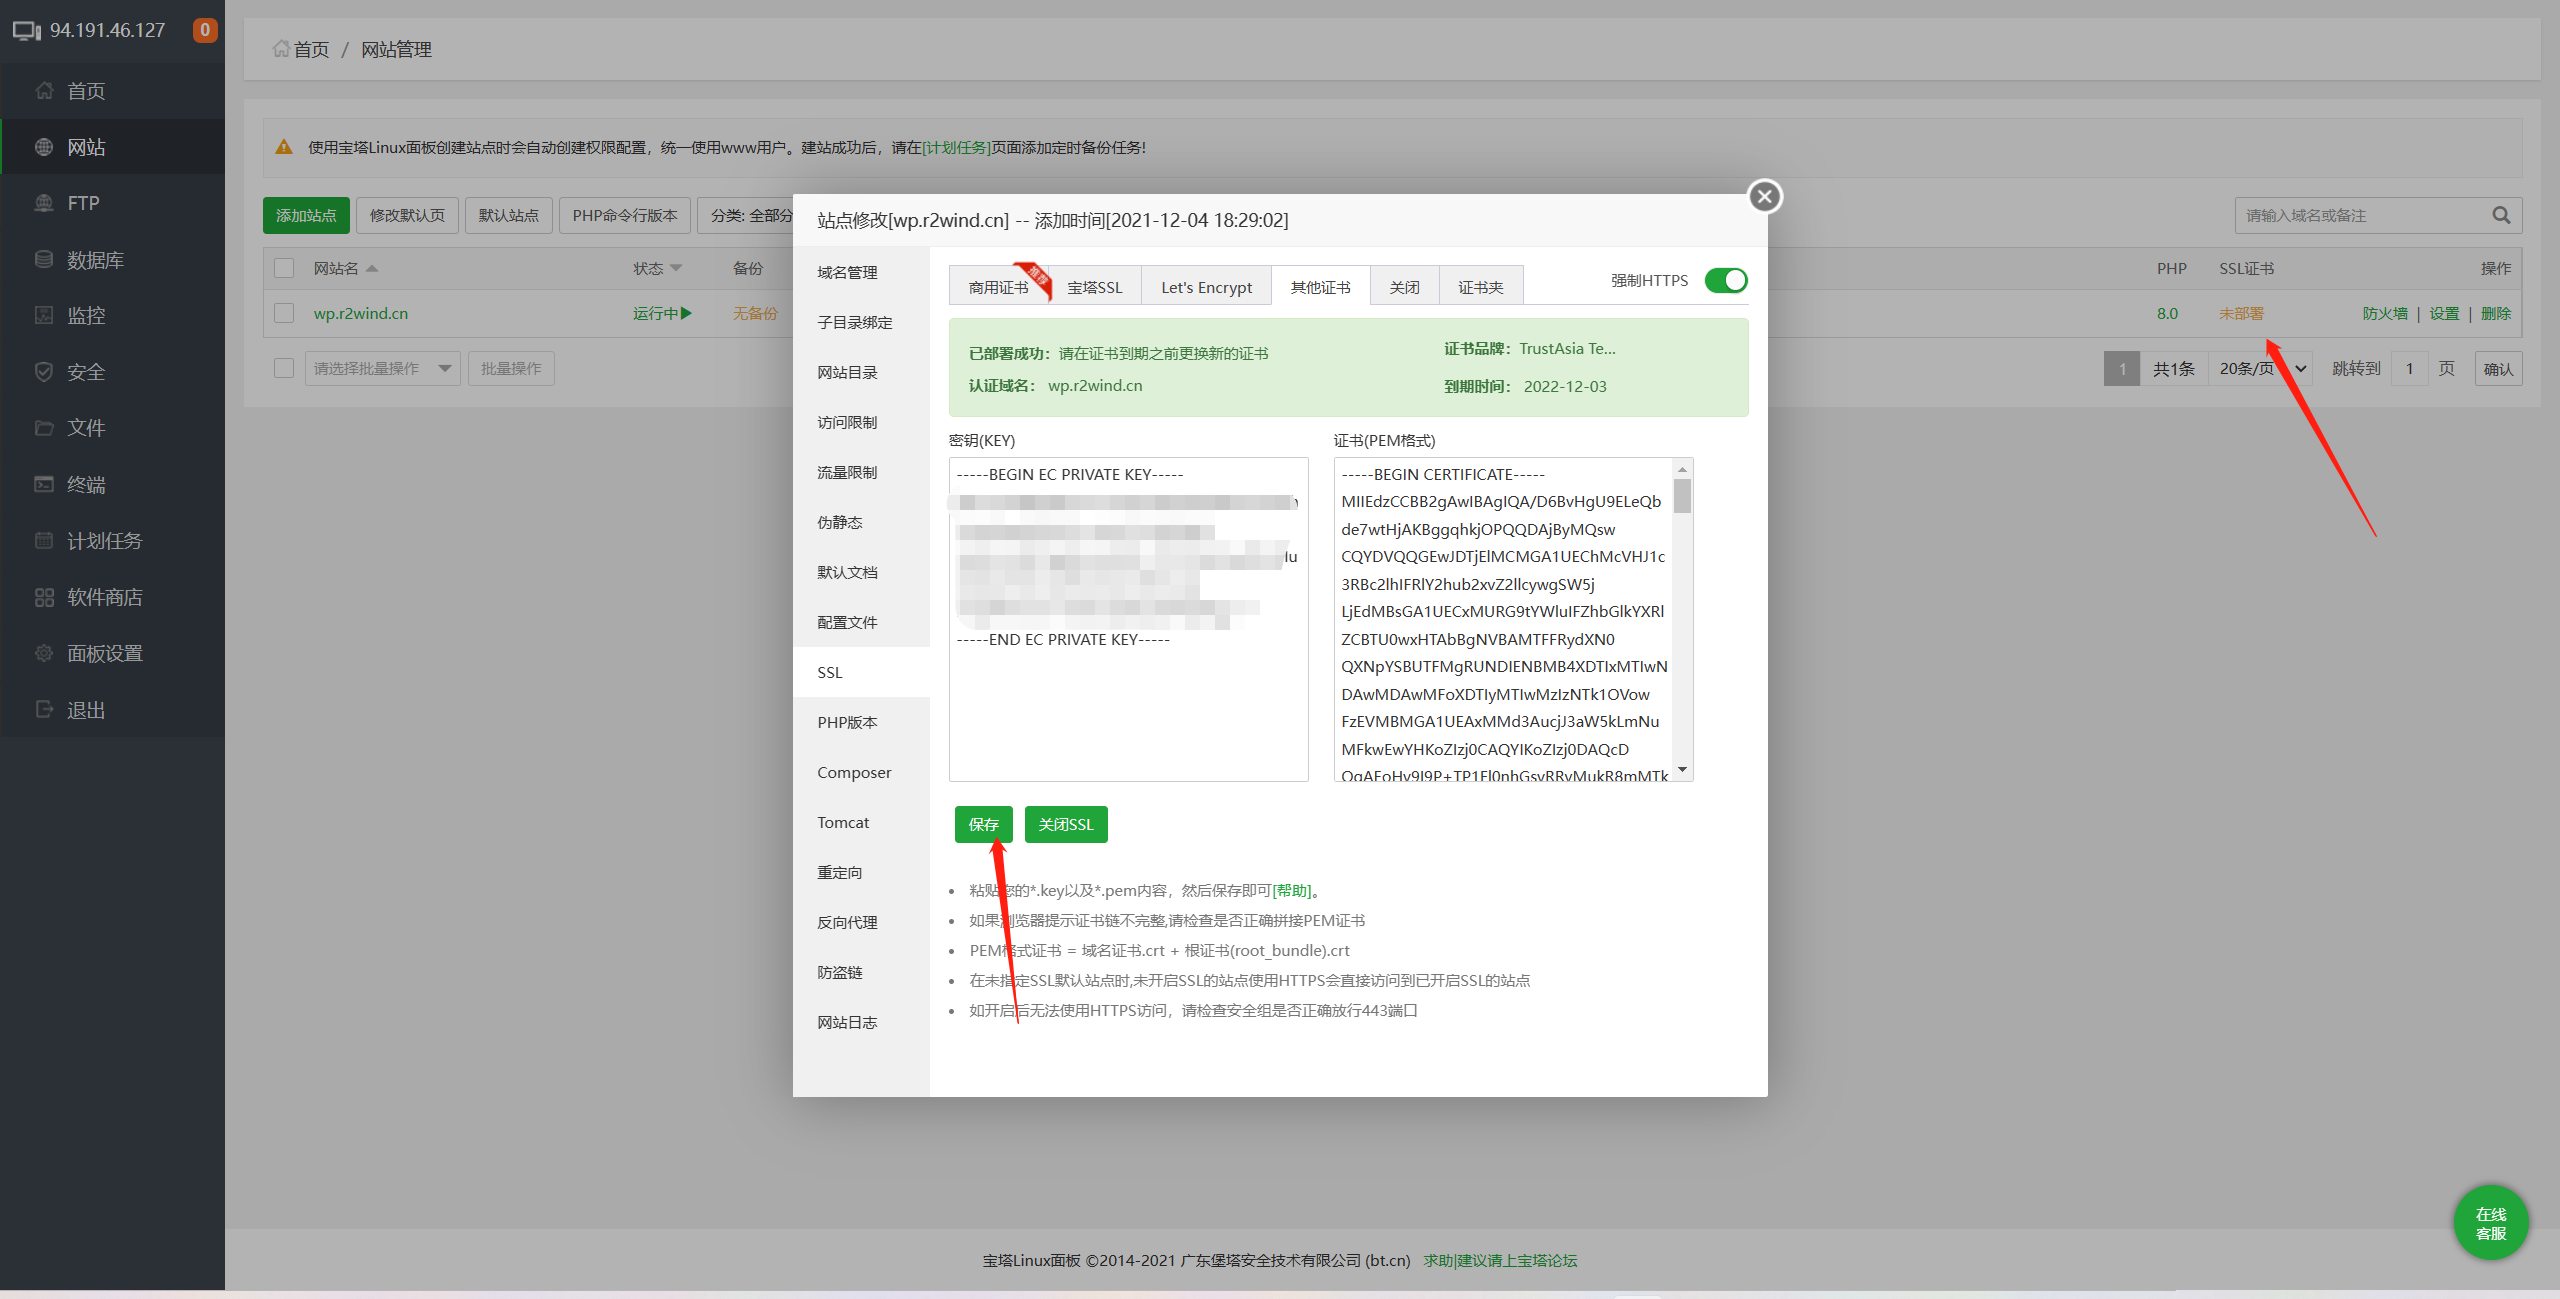 94.191.46.127
0
首页
网站
FTP
数据库
监控
安全
文件
终端
计划任务
软件商店
面板设置
退出
首页 / 网站管理
使用宝塔Linux面板创建站点时会自动创建权限配置，统一使用www用户。建站成功后，请在[计划任务]页面添加定时备份任务!
添加站点
修改默认页
默认站点
PHP命令行版本
分类: 全部分
请输入域名或备注
网站名
状态
备份
PHP
SSL证书
操作
wp.r2wind.cn
运行中
无备份
8.0
未部署
防火墙 | 设置 | 删除
请选择批量操作
批量操作
1
共1条
20条/页
跳转到
1
页
确认
站点修改[wp.r2wind.cn] -- 添加时间[2021-12-04 18:29:02]
域名管理
子目录绑定
网站目录
访问限制
流量限制
伪静态
默认文档
配置文件
SSL
PHP版本
Composer
Tomcat
重定向
反向代理
防盗链
网站日志
商用证书
推荐
宝塔SSL
Let's Encrypt
其他证书
关闭
证书夹
强制HTTPS
已部署成功：请在证书到期之前更换新的证书
证书品牌：TrustAsia Te...
认证域名： wp.r2wind.cn
到期时间： 2022-12-03
密钥(KEY)
-----BEGIN EC PRIVATE KEY-----
lu
-----END EC PRIVATE KEY-----
证书(PEM格式)
-----BEGIN CERTIFICATE-----
MIIEdzCCBB2gAwIBAgIQA/D6BvHgU9ELeQb
de7wtHjAKBggqhkjOPQQDAjByMQsw
CQYDVQQGEwJDTjElMCMGA1UEChMcVHJ1c
3RBc2lhIFRlY2hub2xvZ2llcywgSW5j
LjEdMBsGA1UECxMURG9tYWluIFZhbGlkYXRl
ZCBTU0wxHTAbBgNVBAMTFFRydXN0
QXNpYSBUTFMgRUNDIENBMB4XDTIxMTIwN
DAwMDAwMFoXDTIyMTIwMzIzNTk1OVow
FzEVMBMGA1UEAxMMd3AucjJ3aW5kLmNu
MFkwEwYHKoZIzj0CAQYIKoZIzj0DAQcD
保存
关闭SSL
粘贴您的*.key以及*.pem内容，然后保存即可[帮助]。
如果浏览器提示证书链不完整,请检查是否正确拼接PEM证书
PEM格式证书 = 域名证书.crt + 根证书(root_bundle).crt
在未指定SSL默认站点时,未开启SSL的站点使用HTTPS会直接访问到已开启SSL的站点
如开启后无法使用HTTPS访问，请检查安全组是否正确放行443端口
在线
客服
宝塔Linux面板 ©2014-2021 广东堡塔安全技术有限公司 (bt.cn) 求助|建议请上宝塔论坛